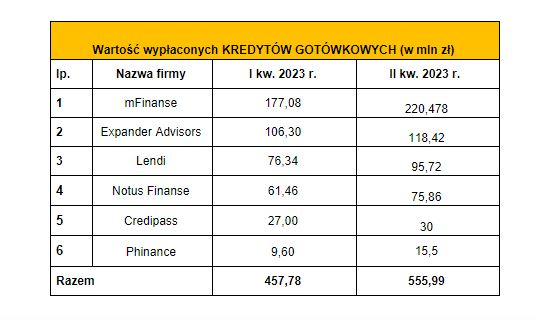 Wartość wypłaconych KREDYTÓW GOTÓWKOWYCH (w mln zł)
lp. Nazwa firmy I kw. 2023 r. II kw. 2023 r.
1 mFinanse 177,08 220,478
2 Expander Advisors 106,30 118,42
3 Lendi 76,34 95,72
4 Notus Finanse 61,46 75,86
5 Credipass 27,00 30
6 Phinance 9,60 15,5
Razem 457,78 555,99